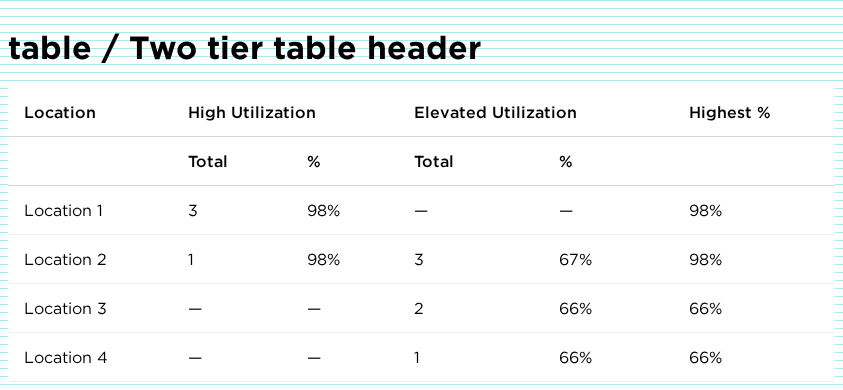 table / Two tier table header
Location High Utilization Elevated Utilization Highest %
Total % Total %
Location 1 3 98% — — 98%
Location 2 1 98% 3 67% 98%
Location 3 — — 2 66% 66%
Location 4 — — 1 66% 66%